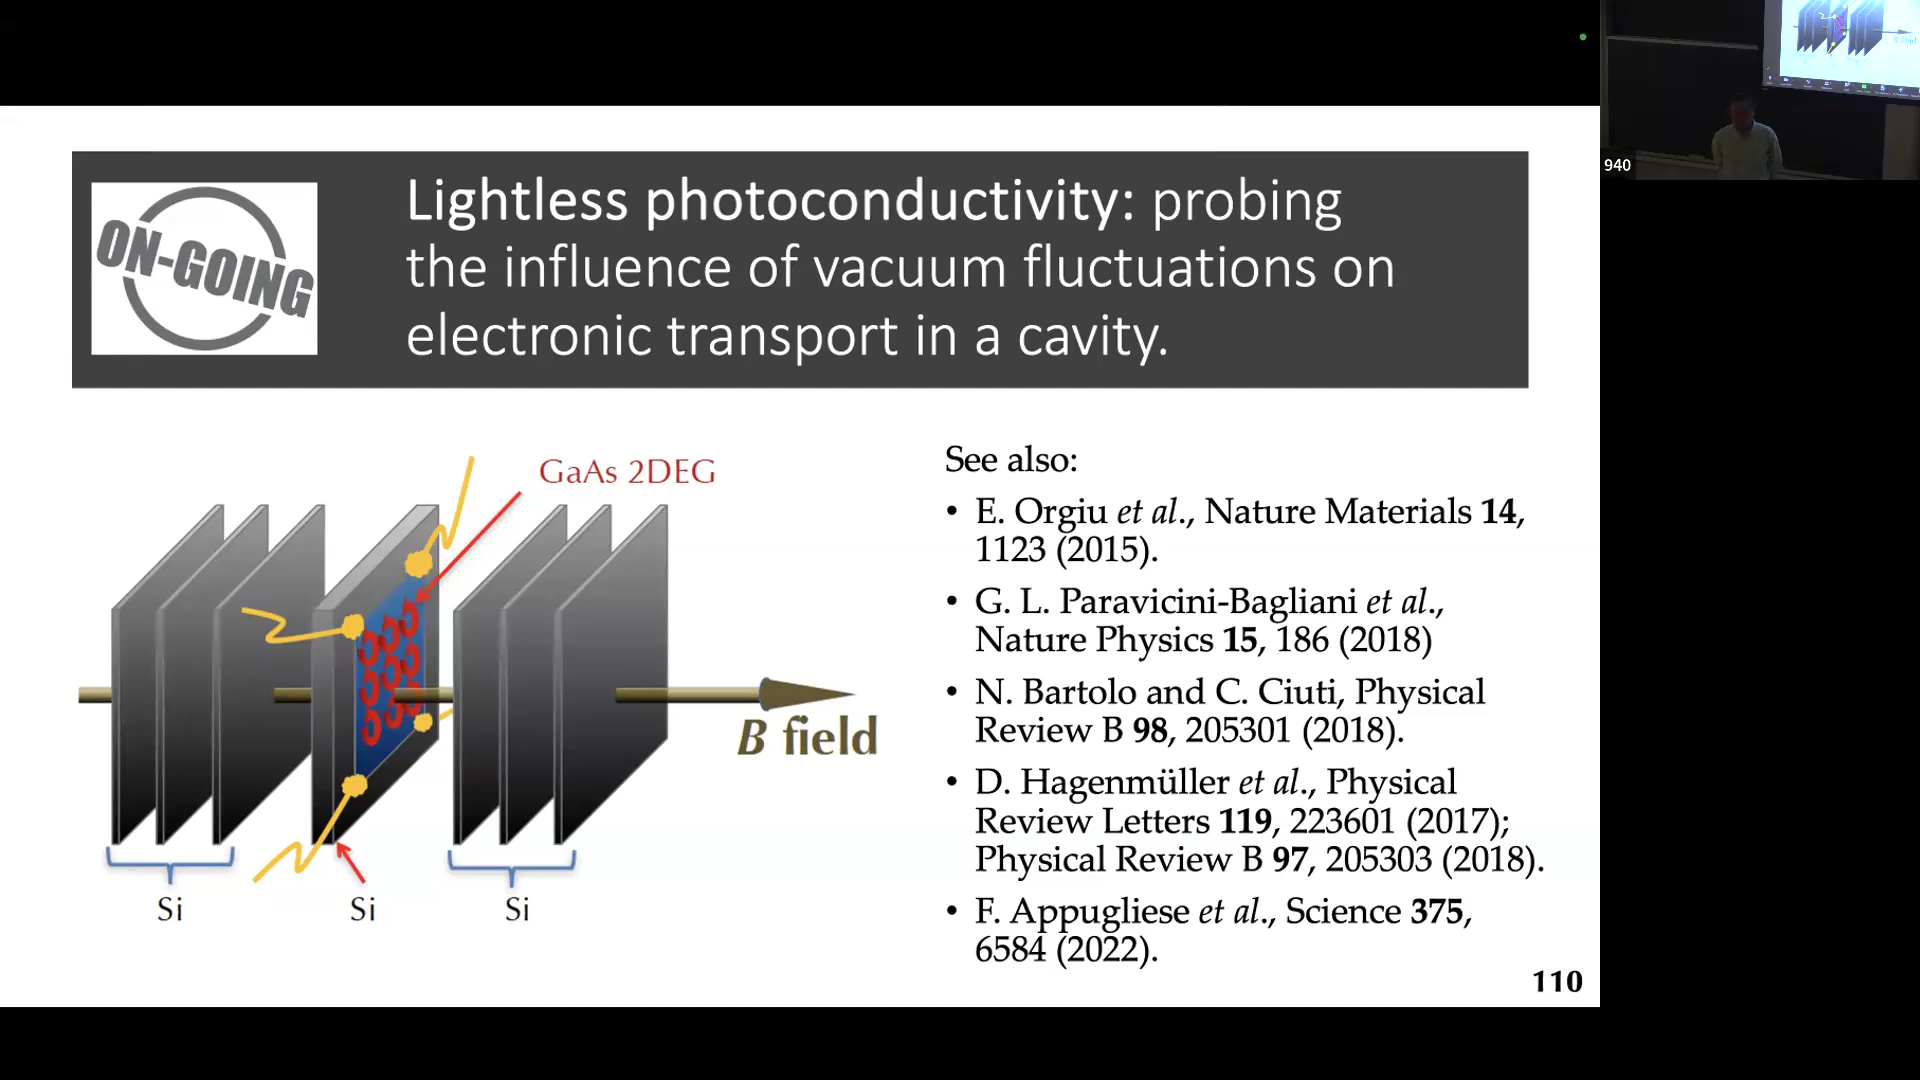 940
ON-GOING
Lightless photoconductivity: probing
the influence of vacuum fluctuations on
electronic transport in a cavity.
GaAs 2DEG
B field
Si
Si
Si
See also:
• E. Orgiu et al., Nature Materials 14,
1123 (2015).
• G. L. Paravicini-Bagliani et al.,
Nature Physics 15, 186 (2018)
• N. Bartolo and C. Ciuti, Physical
Review B 98, 205301 (2018).
• D. Hagenmüller et al., Physical
Review Letters 119, 223601 (2017);
Physical Review B 97, 205303 (2018).
• F. Appugliese et al., Science 375,
6584 (2022).
110